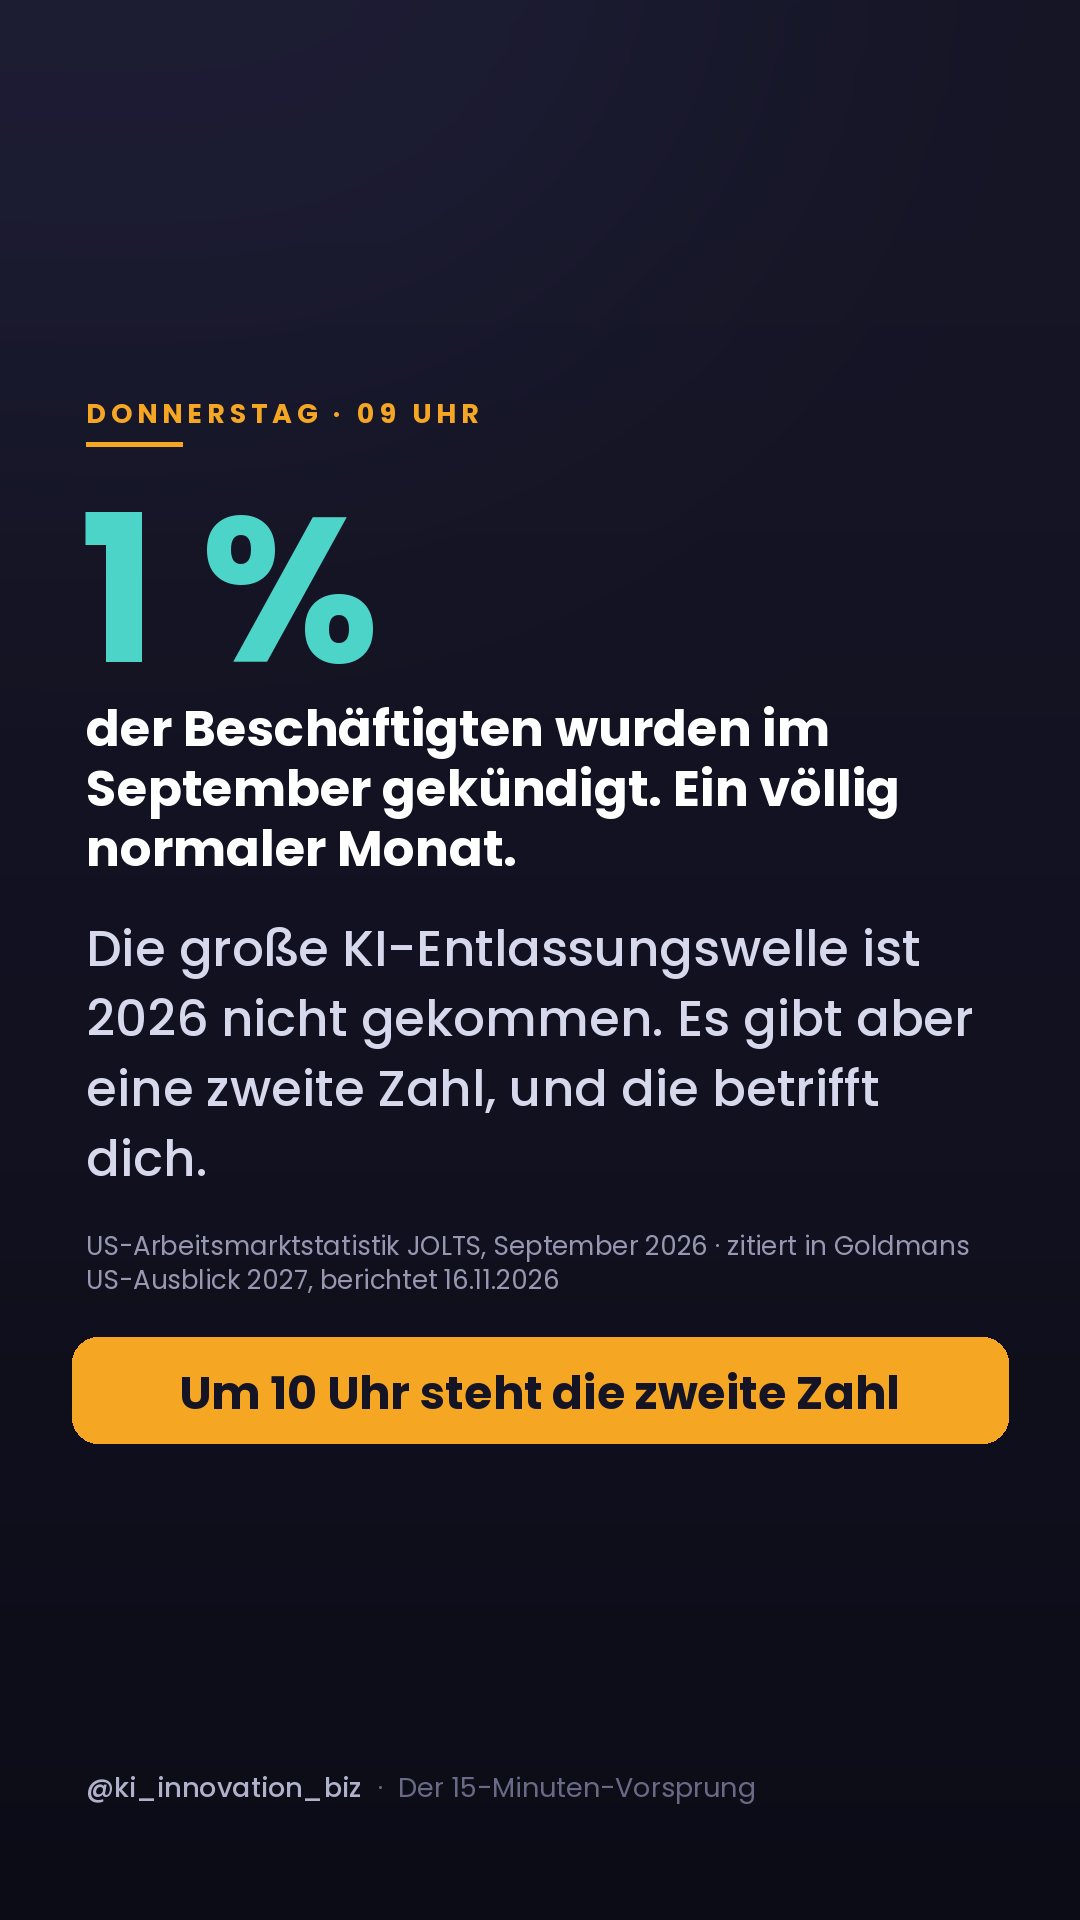 DONNERSTAG · 09 UHR
1 %
der Beschäftigten wurden im
September gekündigt. Ein völlig
normaler Monat.
Die große KI-Entlassungswelle ist
2026 nicht gekommen. Es gibt aber
eine zweite Zahl, und die betrifft
dich.
US-Arbeitsmarktstatistik JOLTS, September 2026 · zitiert in Goldmans
US-Ausblick 2027, berichtet 16.11.2026
Um 10 Uhr steht die zweite Zahl
@ki_innovation_biz · Der 15-Minuten-Vorsprung